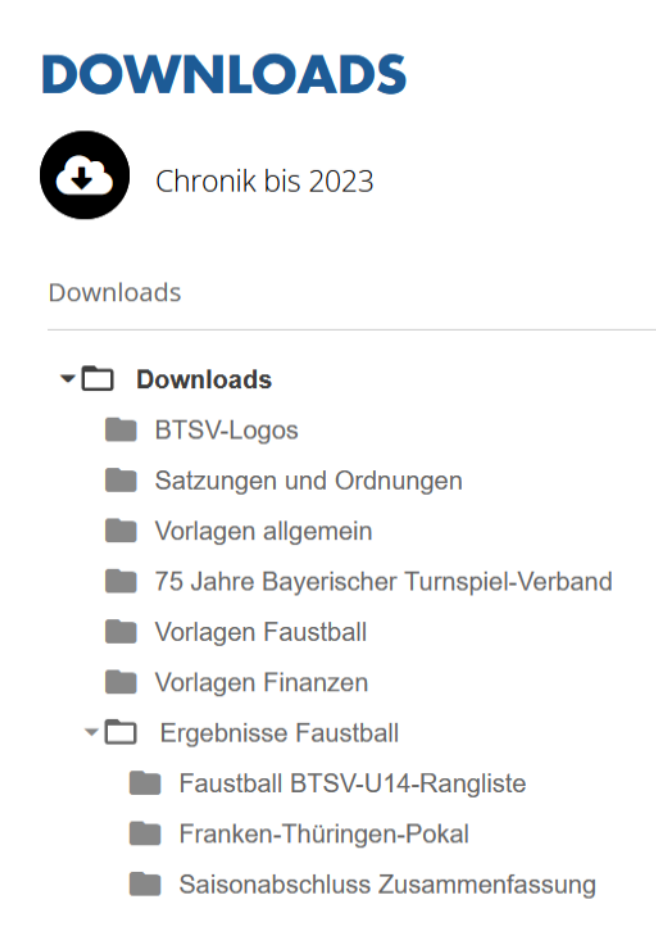 DOWNLOADS
Chronik bis 2023
Downloads
Downloads
BTSV-Logos
Satzungen und Ordnungen
Vorlagen allgemein
75 Jahre Bayerischer Turnspiel-Verband
Vorlagen Faustball
Vorlagen Finanzen
Ergebnisse Faustball
Faustball BTSV-U14-Rangliste
Franken-Thüringen-Pokal
Saisonabschluss Zusammenfassung